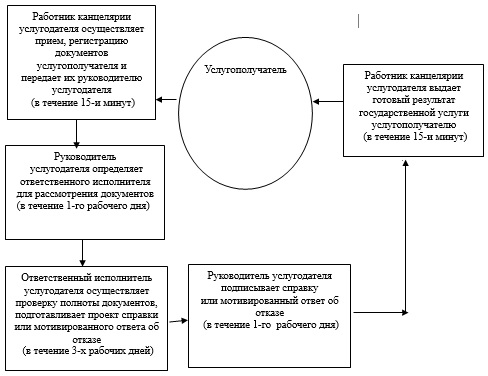 Работник канцелярии
услугодателя осуществляет
прием, регистрацию
документов
услугополучателя и
передает их руководителю
услугодателя
(в течение 15-и минут)
Услугополучатель
Работник канцелярии
услугодателя выдает
готовый результат
государственной услуги
услугополучателю
(в течение 15-и минут)
Руководитель
услугодателя определяет
ответственного исполнителя
для рассмотрения документов
(в течение 1-го рабочего дня)
Ответственный исполнитель
услугодателя осуществляет
проверку полноты документов,
подготавливает проект справки
или мотивированного ответа об
отказе
(в течение 3-х рабочих дней)
Руководитель услугодателя
подписывает справку
или мотивированный ответ об
отказе
(в течение 1-го рабочего дня)